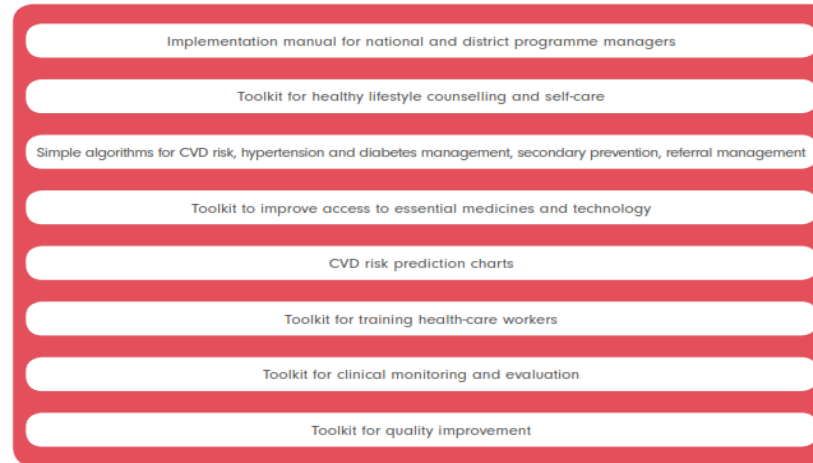 Implementation manual for national and district programme managers
Toolkit for healthy lifestyle counselling and self-care
Simple algorithms for CVD risk, hypertension and diabetes management, secondary prevention, referral management
Toolkit to improve access to essential medicines and technology
CVD risk prediction charts
Toolkit for training health-care workers
Toolkit for clinical monitoring and evaluation
Toolkit for quality improvement